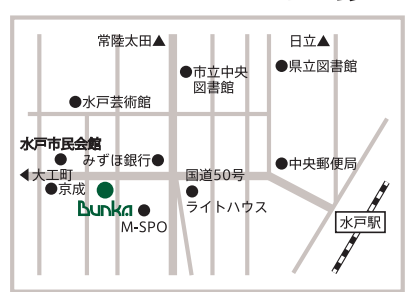 常陸太田▲
日立▲
●市立中央
図書館
●県立図書館
●水戸芸術館
水戸市民会館
みずほ銀行●
●中央郵便局
◀大工町
国道50号
●京成
Bunka
ライトハウス
M-SPO
水戸駅